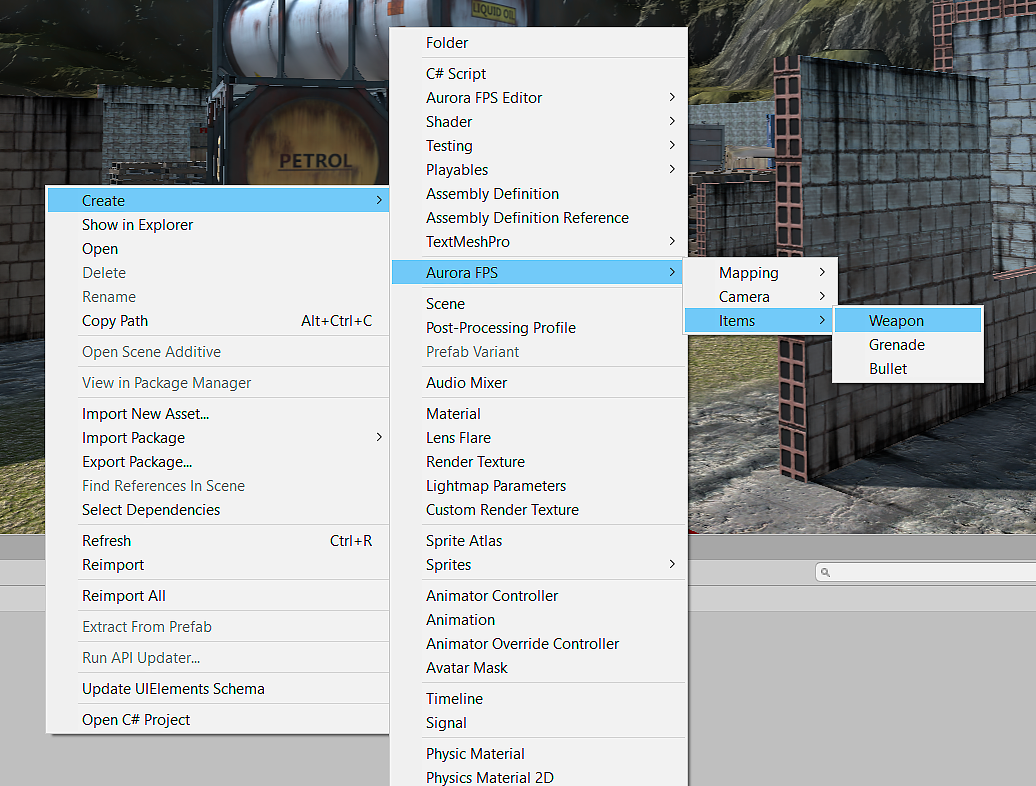 LIQUID OIL
PETROL
Create
Show in Explorer
Open
Delete
Rename
Copy Path Alt+Ctrl+C
Open Scene Additive
View in Package Manager
Import New Asset...
Import Package
Export Package...
Find References In Scene
Select Dependencies
Refresh Ctrl+R
Reimport
Reimport All
Extract From Prefab
Run API Updater...
Update UIElements Schema
Open C# Project
Folder
C# Script
Aurora FPS Editor
Shader
Testing
Playables
Assembly Definition
Assembly Definition Reference
TextMeshPro
Aurora FPS
Scene
Post-Processing Profile
Prefab Variant
Audio Mixer
Material
Lens Flare
Render Texture
Lightmap Parameters
Custom Render Texture
Sprite Atlas
Sprites
Animator Controller
Animation
Animator Override Controller
Avatar Mask
Timeline
Signal
Physic Material
Physics Material 2D
Mapping
Camera
Items
Weapon
Grenade
Bullet